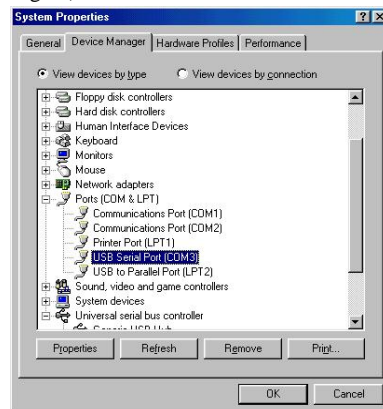 System Properties
General Device Manager Hardware Profiles Performance
View devices by type View devices by connection
Floppy disk controllers
Hard disk controllers
Human Interface Devices
Keyboard
Monitors
Mouse
Network adapters
Ports (COM & LPT)
Communications Port (COM1)
Communications Port (COM2)
Printer Port (LPT1)
USB Serial Port (COM3)
USB to Parallel Port (LPT2)
Sound, video and game controllers
System devices
Universal serial bus controller
Generic USB Hub
Properties Refresh Remove Print...
OK Cancel